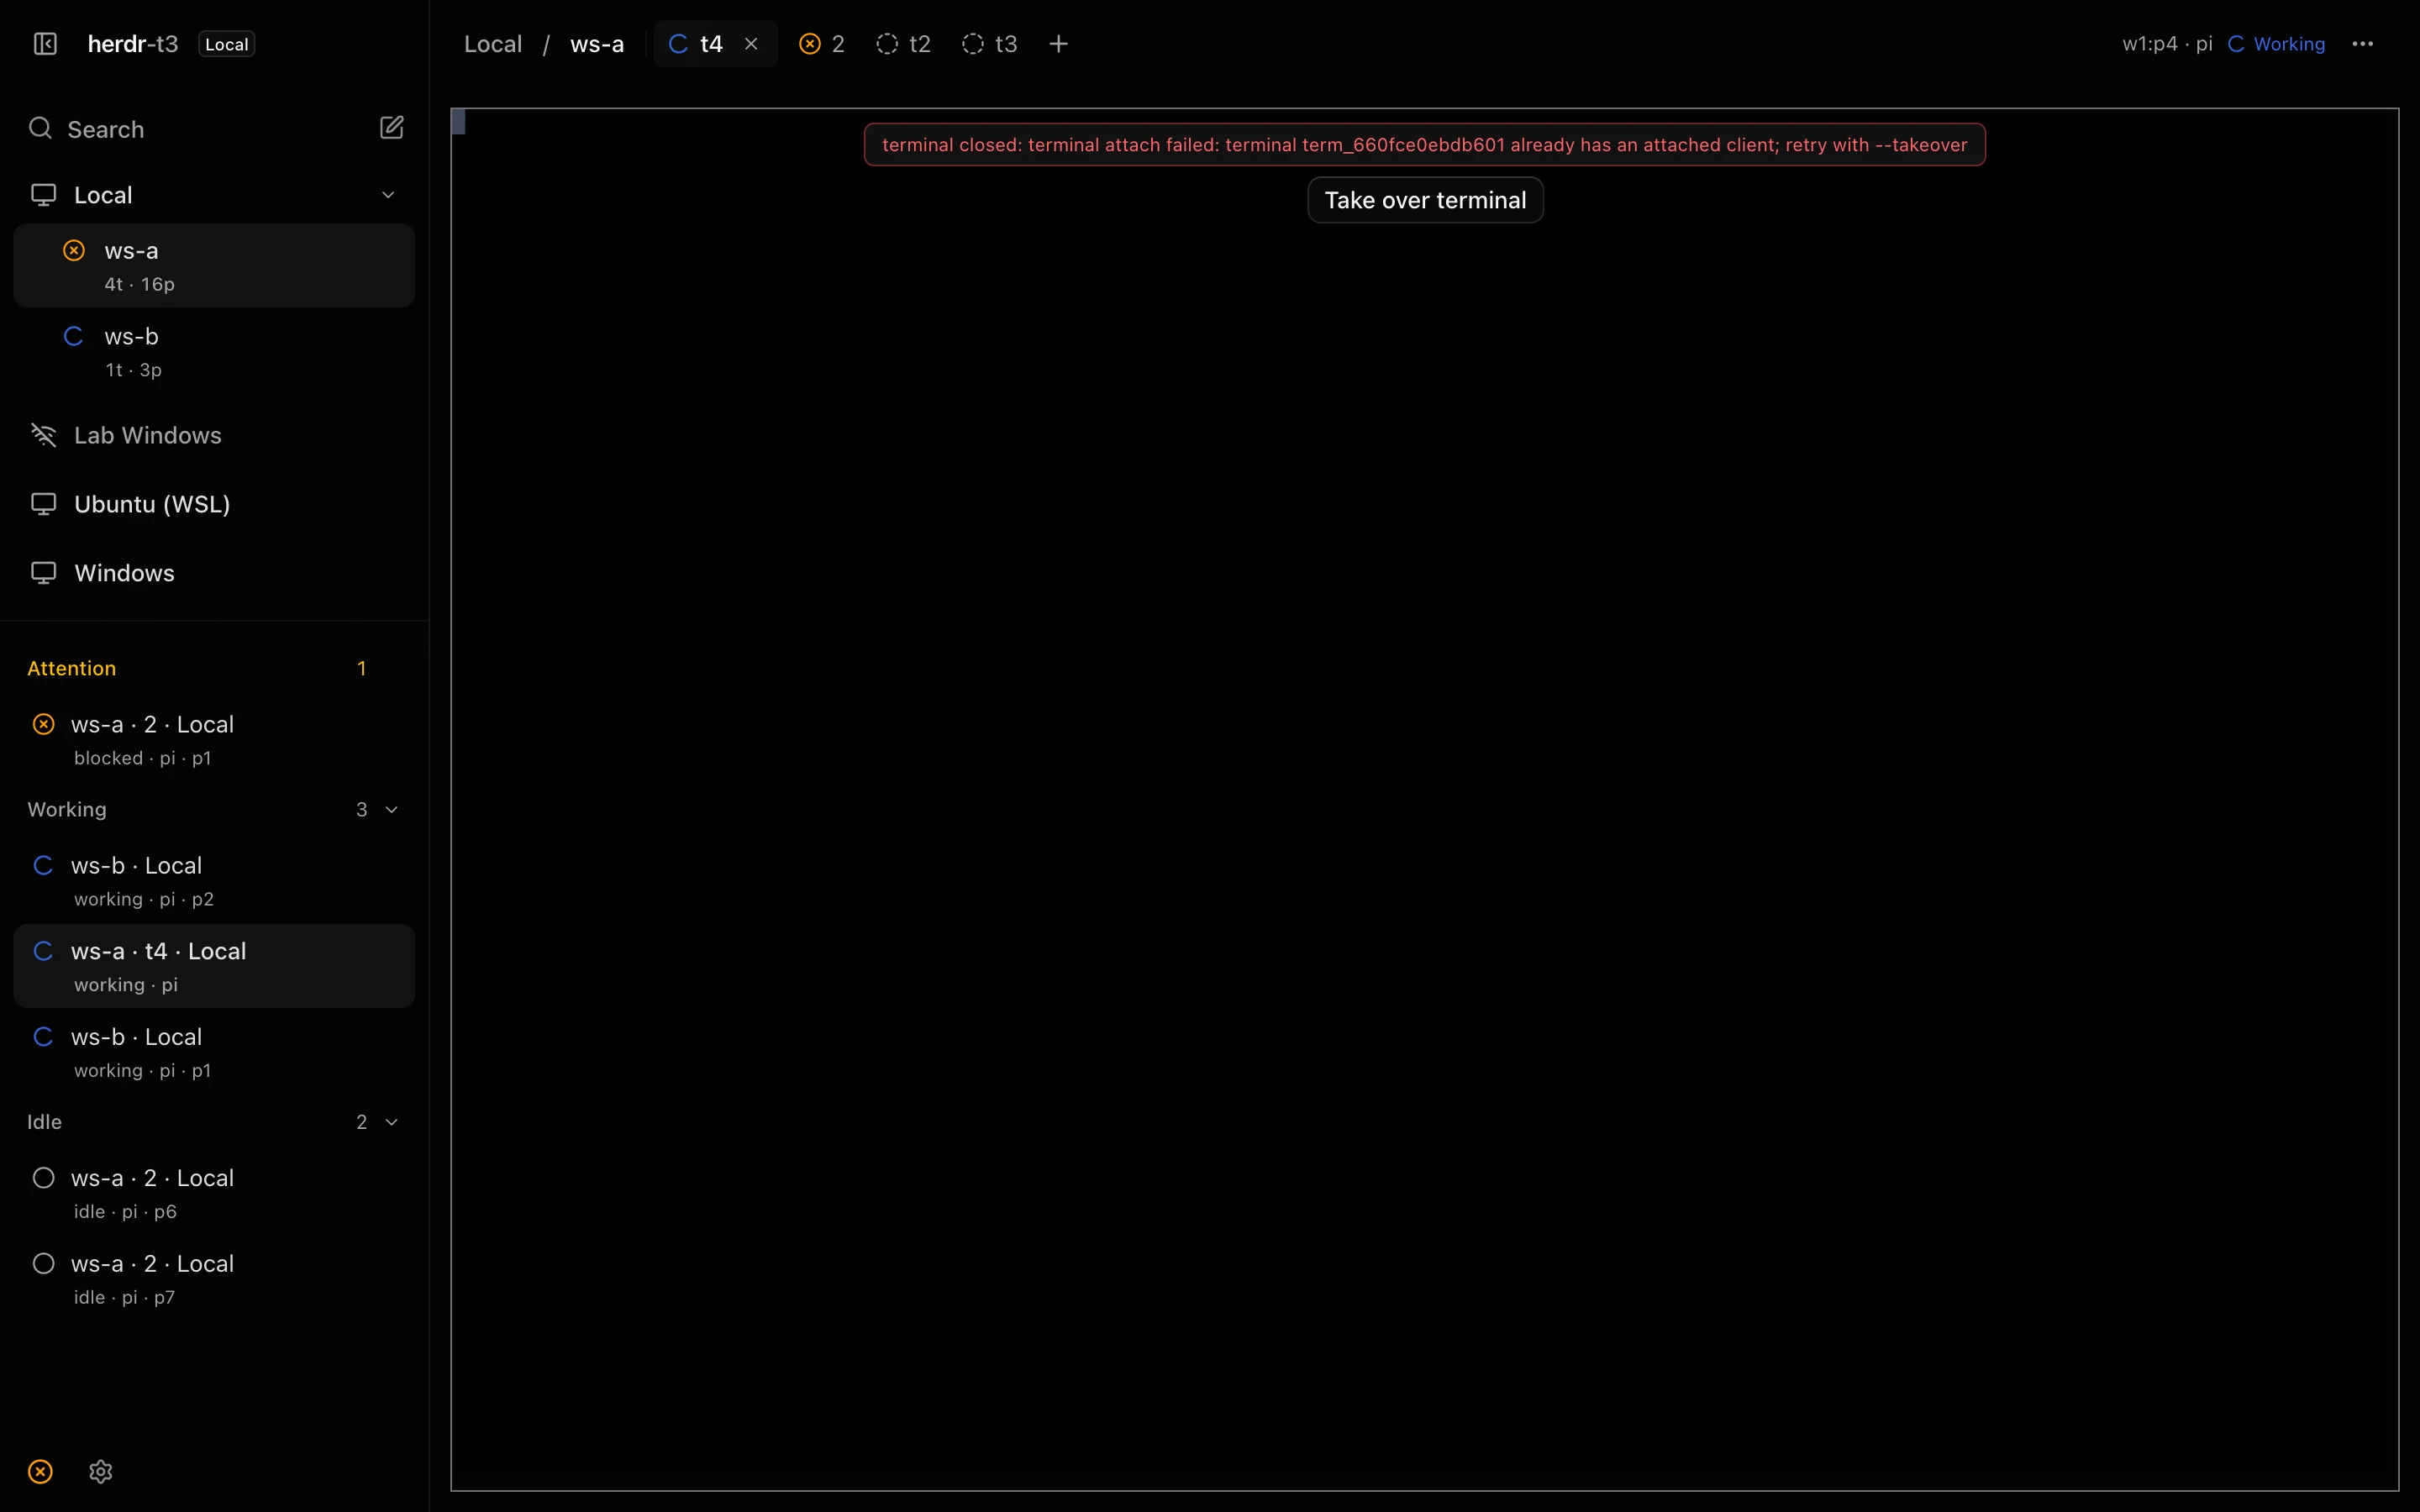 herdr-t3 Local
Search
Local
ws-a
4t · 16p
ws-b
1t · 3p
Lab Windows
Ubuntu (WSL)
Windows
Attention 1
ws-a · 2 · Local
blocked · pi · p1
Working 3
ws-b · Local
working · pi · p2
ws-a · t4 · Local
working · pi
ws-b · Local
working · pi · p1
Idle 2
ws-a · 2 · Local
idle · pi · p6
ws-a · 2 · Local
idle · pi · p7
Local / ws-a t4 2 t2 t3 w1:p4 · pi Working
terminal closed: terminal attach failed: terminal term_660fce0ebdb601 already has an attached client; retry with --takeover
Take over terminal